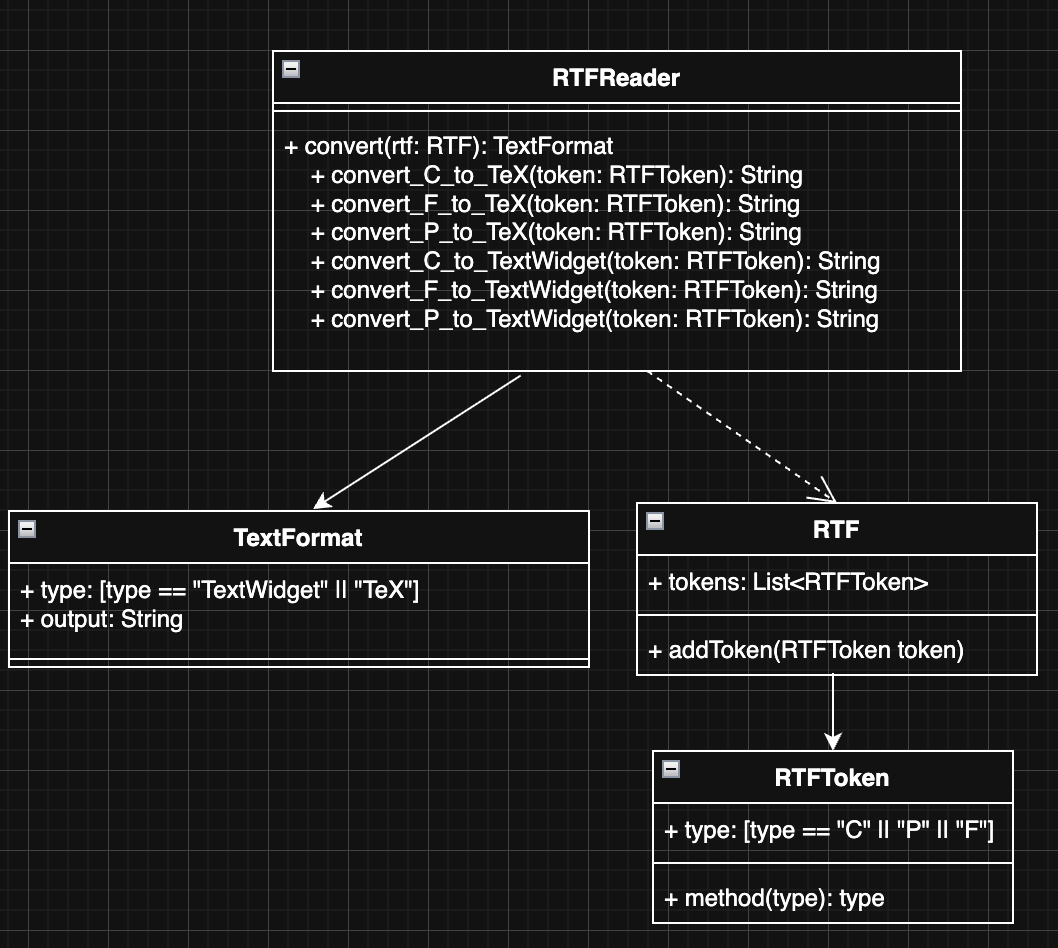 RTFReader
+ convert(rtf: RTF): TextFormat
+ convert_C_to_TeX(token: RTFToken): String
+ convert_F_to_TeX(token: RTFToken): String
+ convert_P_to_TeX(token: RTFToken): String
+ convert_C_to_TextWidget(token: RTFToken): String
+ convert_F_to_TextWidget(token: RTFToken): String
+ convert_P_to_TextWidget(token: RTFToken): String
TextFormat
+ type: [type == "TextWidget" || "TeX"]
+ output: String
RTF
+ tokens: List<RTFToken>
+ addToken(RTFToken token)
RTFToken
+ type: [type == "C" || "P" || "F"]
+ method(type): type